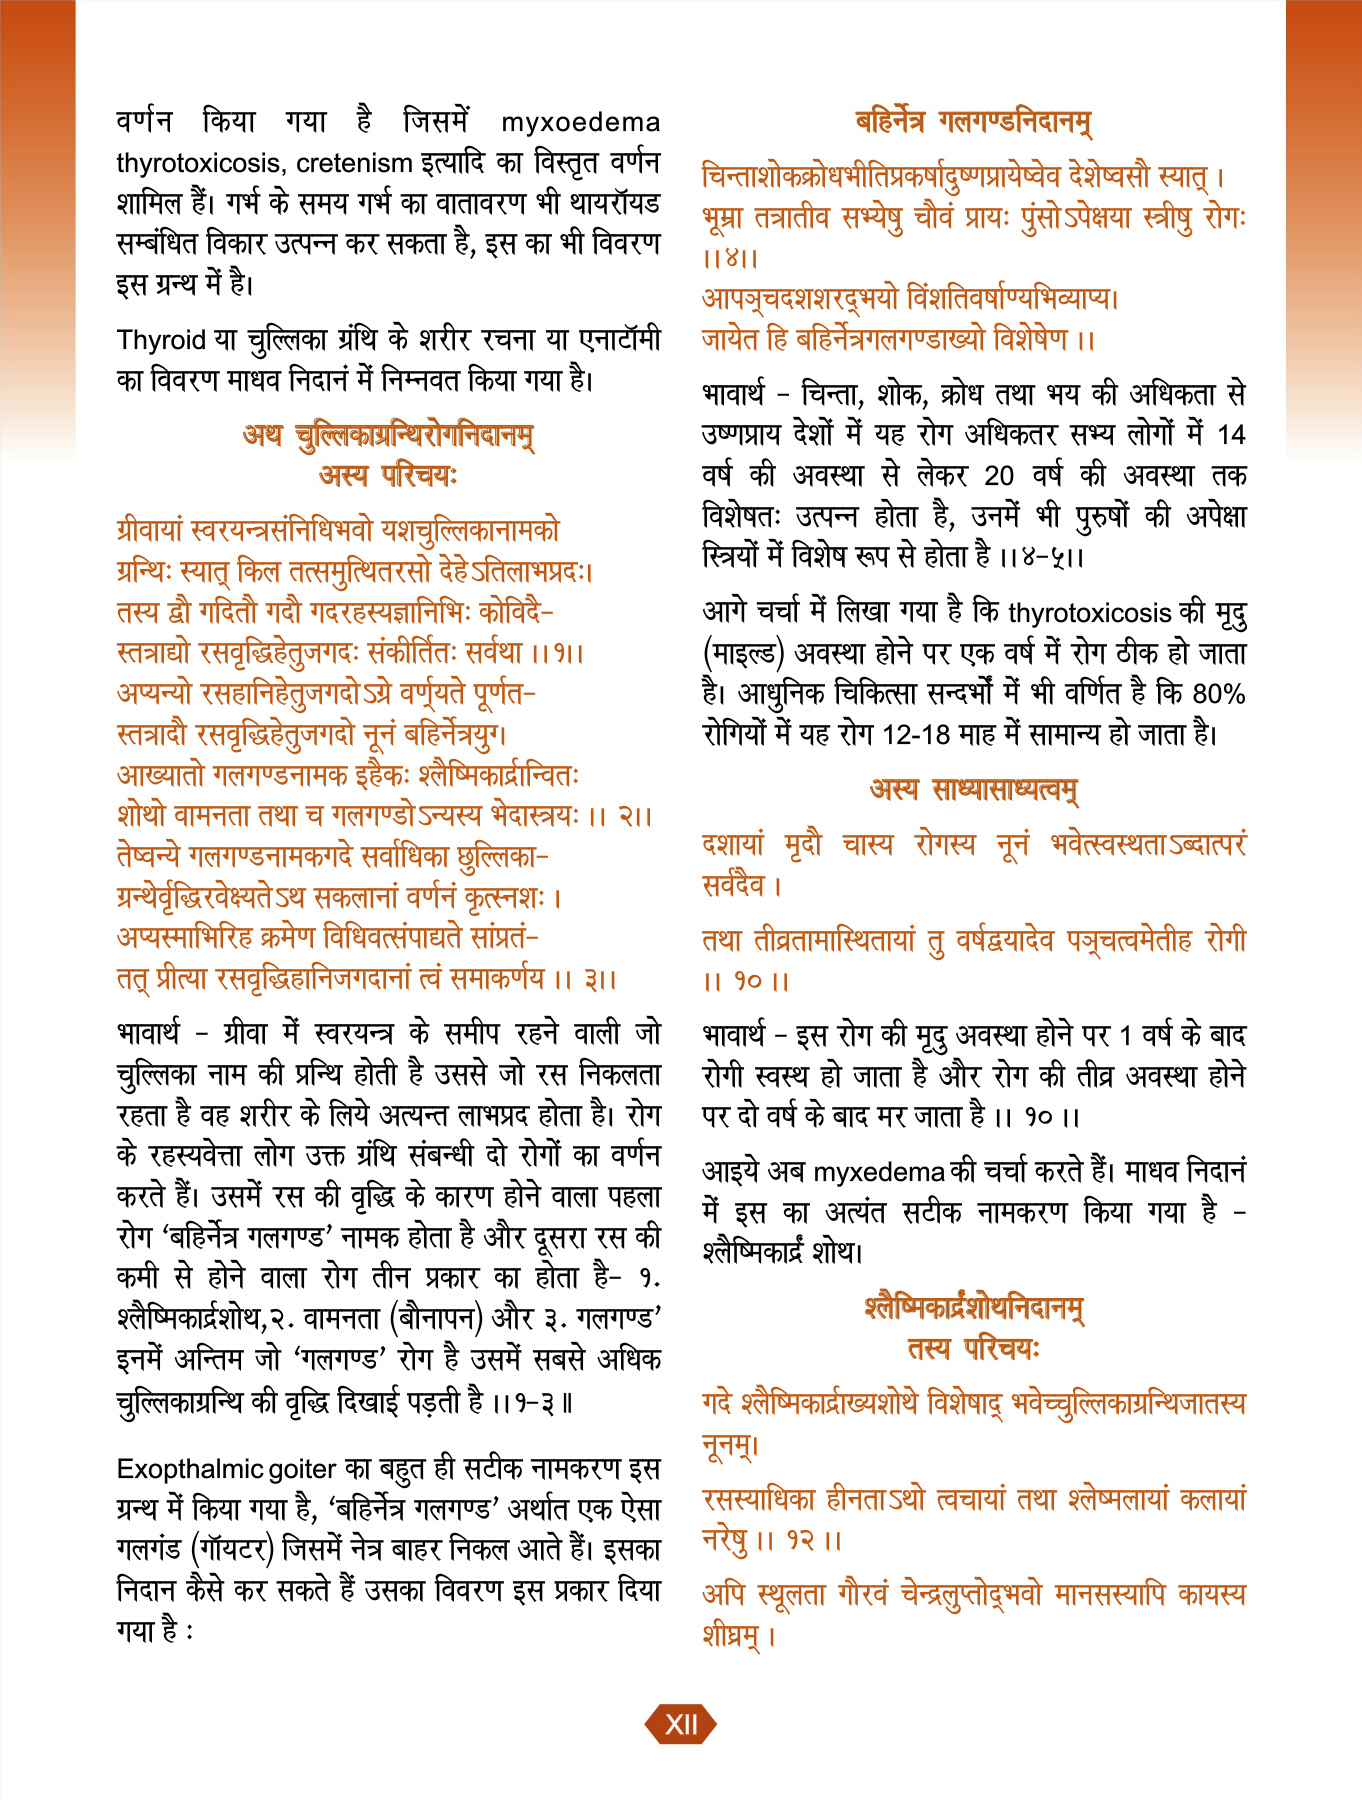 वर्णन किया गया है जिसमें myxoedema
thyrotoxicosis, cretenism इत्यादि का विस्तृत वर्णन
शामिल हैं। गर्भ के समय गर्भ का वातावरण भी थायरॉयड
सम्बंधित विकार उत्पन्न कर सकता है, इस का भी विवरण
इस ग्रन्थ में है।
Thyroid या चुल्लिका ग्रंथि के शरीर रचना या एनाटॉमी
का विवरण माधव निदानं में निम्नवत किया गया है।
अथ चुल्लिकाग्रन्थिरोगनिदानम्
अस्य परिचयः
ग्रीवायां स्वरयन्त्रसंनिधिभवो यशचुल्लिकानामको
ग्रन्थिः स्यात् किल तत्समुत्थितरसो देहेऽतिलाभप्रदः।
तस्य द्वौ गदितौ गदौ गदरहस्यज्ञानिभिः कोविदै–
स्तत्राद्यो रसवृद्धिहेतुजगदः संकीर्तितः सर्वथा ।।१।।
अप्यन्यो रसहानिहेतुजगदोऽग्रे वर्ण्यते पूर्णत–
स्तत्रादौ रसवृद्धिहेतुजगदो नूनं बहिर्नेत्रयुग।
आख्यातो गलगण्डनामक इहैकः श्लैष्मिकार्द्रान्वितः
शोथो वामनता तथा च गलगण्डोऽन्यस्य भेदास्त्रयः ।। २।।
तेष्वन्ये गलगण्डनामकगदे सर्वाधिका छुल्लिका–
ग्रन्थेर्वृद्धिरवेक्ष्यतेऽथ सकलानां वर्णनं कृत्स्नशः ।
अप्यस्माभिरिह क्रमेण विधिवत्संपाद्यते सांप्रतं–
तत् प्रीत्या रसवृद्धिहानिजगदानां त्वं समाकर्णय ।। ३।।
भावार्थ – ग्रीवा में स्वरयन्त्र के समीप रहने वाली जो
चुल्लिका नाम की प्रन्थि होती है उससे जो रस निकलता
रहता है वह शरीर के लिये अत्यन्त लाभप्रद होता है। रोग
के रहस्यवेत्ता लोग उक्त ग्रंथि संबन्धी दो रोगों का वर्णन
करते हैं। उसमें रस की वृद्धि के कारण होने वाला पहला
रोग ‘बहिर्नेत्र गलगण्ड’ नामक होता है और दूसरा रस की
कमी से होने वाला रोग तीन प्रकार का होता है– १.
श्लैष्मिकार्द्रशोथ,२. वामनता (बौनापन) और ३. गलगण्ड’
इनमें अन्तिम जो ‘गलगण्ड’ रोग है उसमें सबसे अधिक
चुल्लिकाग्रन्थि की वृद्धि दिखाई पड़ती है ।।१–३॥
Exopthalmic goiter का बहुत ही सटीक नामकरण इस
ग्रन्थ में किया गया है, ‘बहिर्नेत्र गलगण्ड’ अर्थात एक ऐसा
गलगंड (गॉयटर) जिसमें नेत्र बाहर निकल आते हैं। इसका
निदान कैसे कर सकते हैं उसका विवरण इस प्रकार दिया
गया है :
बहिर्नेत्र गलगण्डनिदानम्
चिन्ताशोकक्रोधभीतिप्रकर्षादुष्णप्रायेष्वेव देशेष्वसौ स्यात् ।
भूम्रा तत्रातीव सभ्येषु चौवं प्रायः पुंसोऽपेक्षया स्त्रीषु रोगः
।।४।।
आपञ्चदशशरद्भयो विंशतिवर्षाण्यभिव्याप्य।
जायेत हि बहिर्नेत्रगलगण्डाख्यो विशेषेण ।।
भावार्थ – चिन्ता, शोक, क्रोध तथा भय की अधिकता से
उष्णप्राय देशों में यह रोग अधिकतर सभ्य लोगों में 14
वर्ष की अवस्था से लेकर 20 वर्ष की अवस्था तक
विशेषतः उत्पन्न होता है, उनमें भी पुरुषों की अपेक्षा
स्त्रियों में विशेष रूप से होता है ।।४–५।।
आगे चर्चा में लिखा गया है कि thyrotoxicosis की मृदु
(माइल्ड) अवस्था होने पर एक वर्ष में रोग ठीक हो जाता
है। आधुनिक चिकित्सा सन्दर्भों में भी वर्णित है कि 80%
रोगियों में यह रोग 12-18 माह में सामान्य हो जाता है।
अस्य साध्यासाध्यत्वम्
दशायां मृदौ चास्य रोगस्य नूनं भवेत्स्वस्थताऽब्दात्परं
सर्वदैव ।
तथा तीव्रतामास्थितायां तु वर्षद्वयादेव पञ्चत्वमेतीह रोगी
।। १० ।।
भावार्थ – इस रोग की मृदु अवस्था होने पर 1 वर्ष के बाद
रोगी स्वस्थ हो जाता है और रोग की तीव्र अवस्था होने
पर दो वर्ष के बाद मर जाता है ।। १० ।।
आइये अब myxedema की चर्चा करते हैं। माधव निदानं
में इस का अत्यंत सटीक नामकरण किया गया है –
श्लैष्मिकार्द्रं शोथ।
श्लैष्मिकार्द्रंशोथनिदानम्
तस्य परिचयः
गदे श्लैष्मिकार्द्राख्यशोथे विशेषाद् भवेच्चुल्लिकाग्रन्थिजातस्य
नूनम्।
रसस्याधिका हीनताऽथो त्वचायां तथा श्लेष्मलायां कलायां
नरेषु ।। १२ ।।
अपि स्थूलता गौरवं चेन्द्रलुप्तोद्भवो मानसस्यापि कायस्य
शीघ्रम् ।
XII